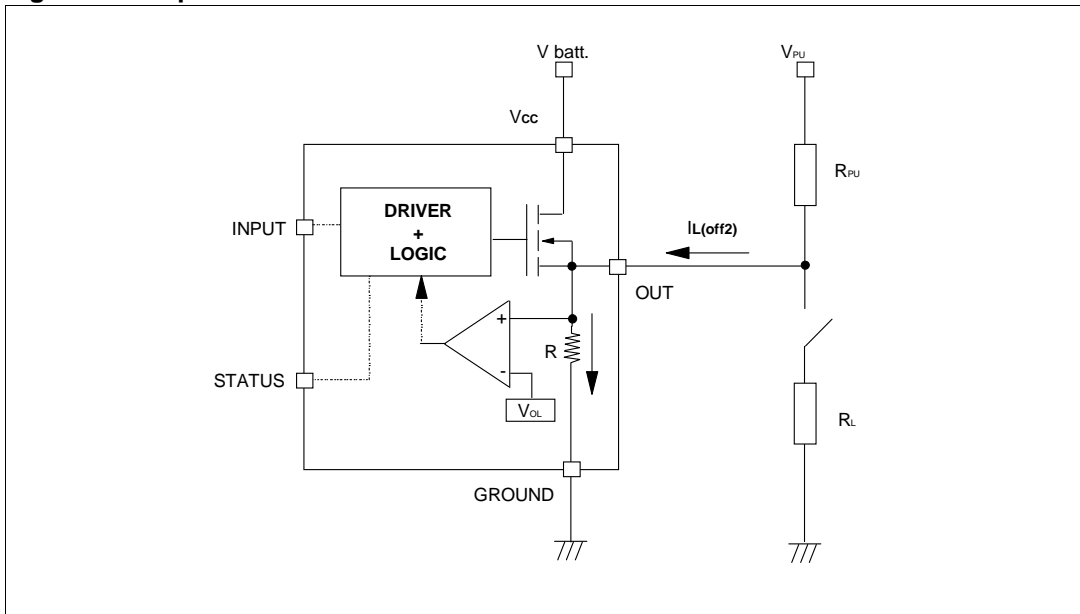 V batt.
VPU
Vcc
RPU
INPUT
DRIVER
+
LOGIC
IL(off2)
OUT
+
R
-
VOL
STATUS
RL
GROUND